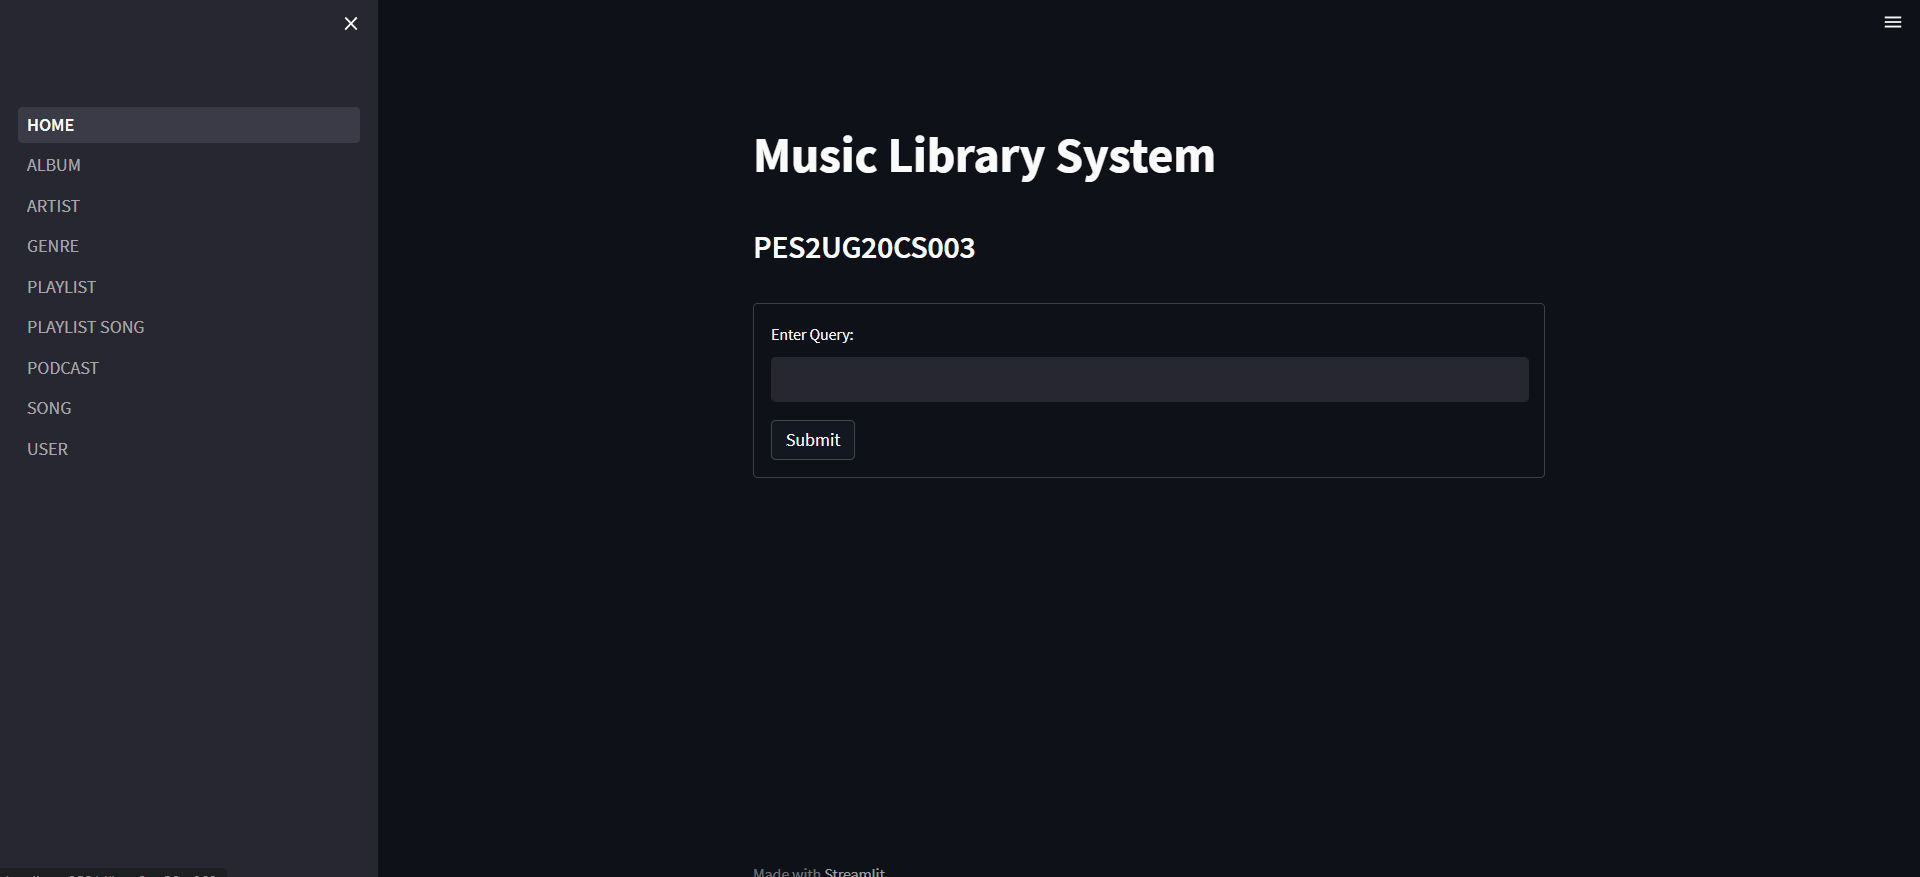 HOME
ALBUM
ARTIST
GENRE
PLAYLIST
PLAYLIST SONG
PODCAST
SONG
USER
Music Library System
PES2UG20CS003
Enter Query:
Submit
Made with Streamlit